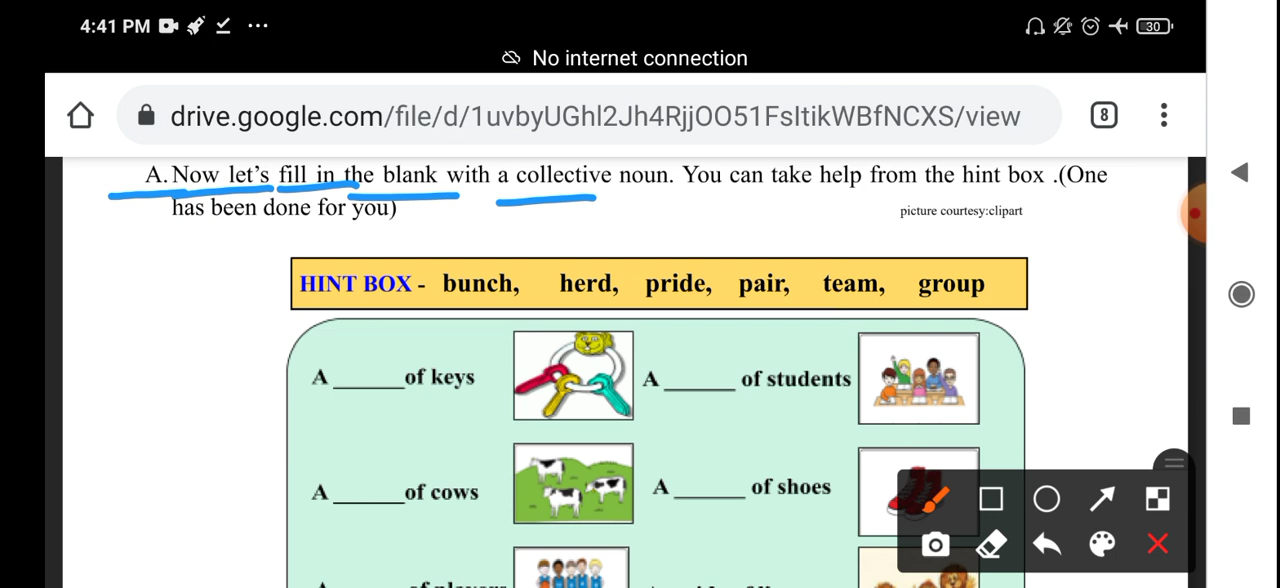 4:41 PM ...
30
No internet connection
drive.google.com/file/d/1uvbyUGhl2Jh4RjjOO51FsItikWBfNCXS/view
8
A. Now let's fill in the blank with a collective noun. You can take help from the hint box .(One
has been done for you)
picture courtesy:clipart
HINT BOX - bunch, herd, pride, pair, team, group
A ______of keys
A ______ of students
A ______of cows
A ______ of shoes